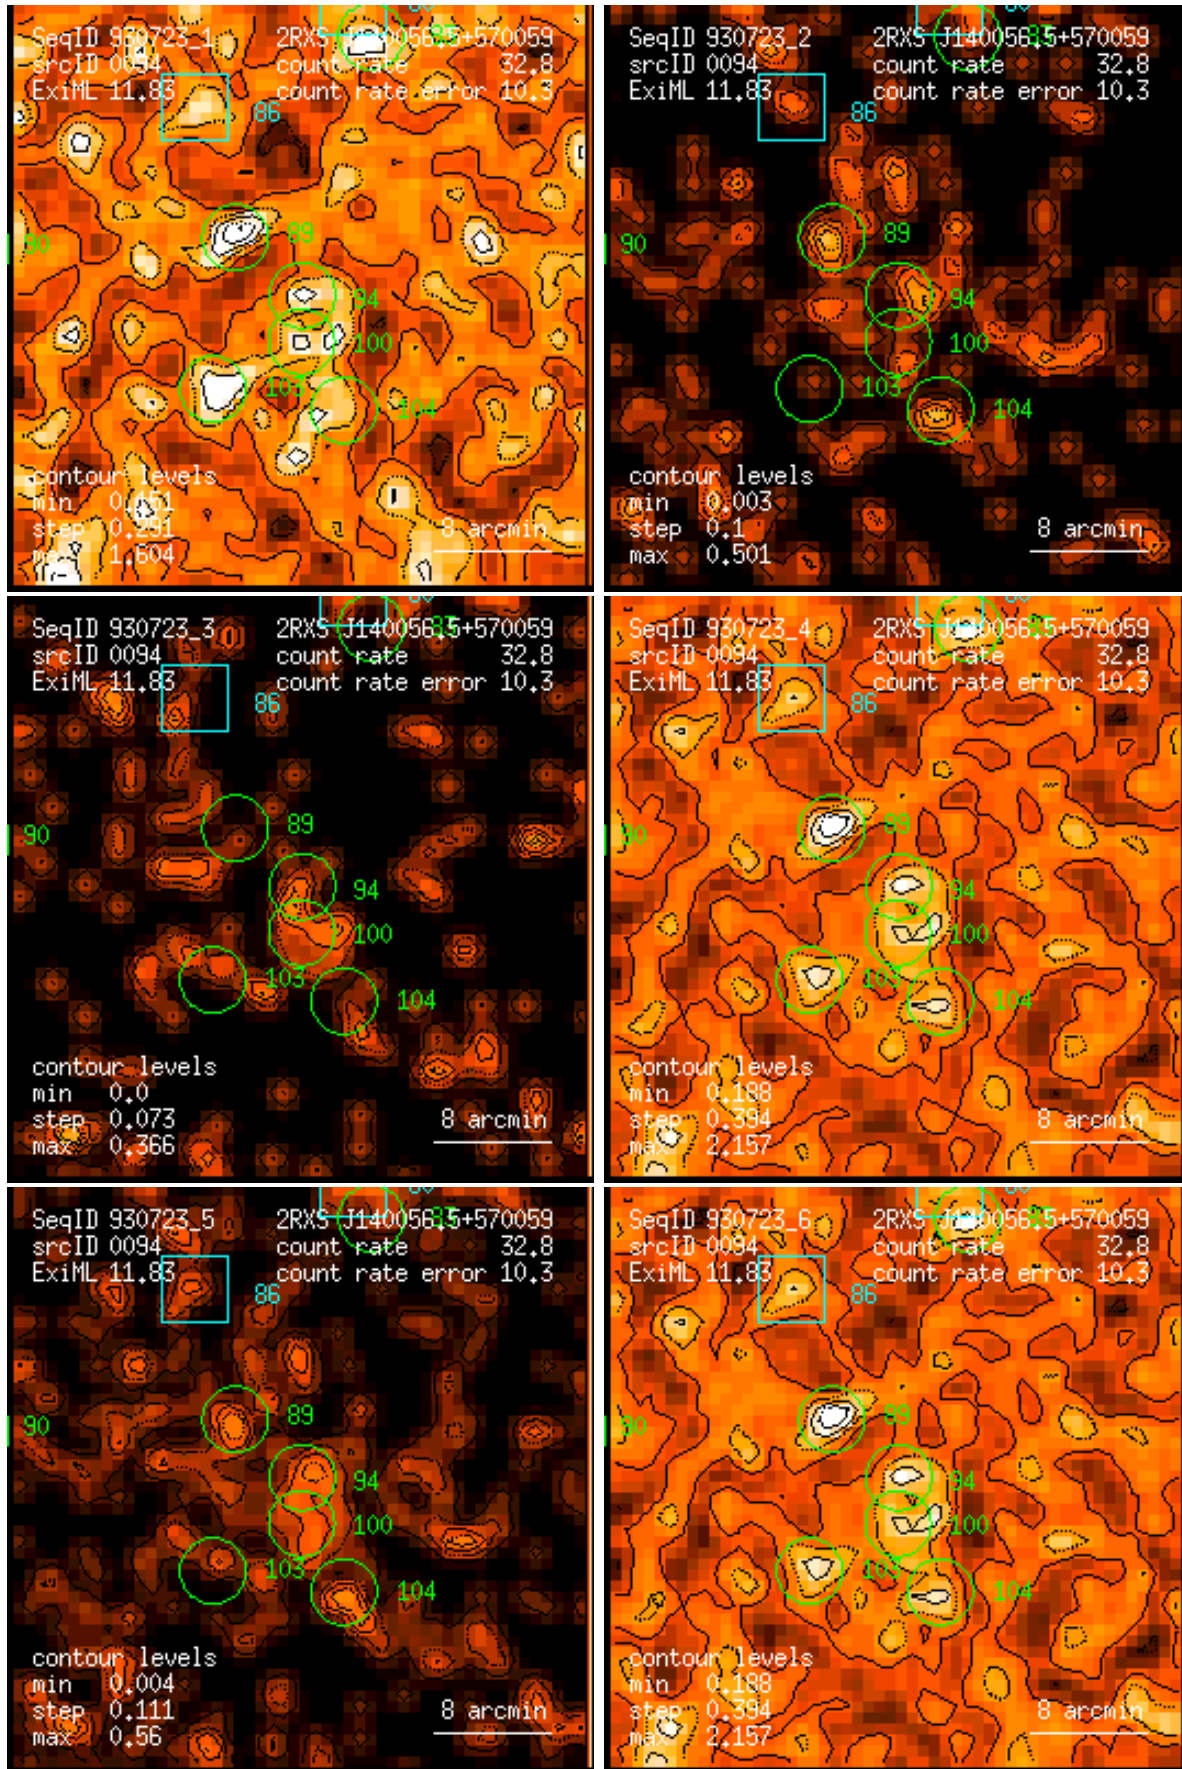 SeqID 930723_1 2RXS J140056.5+570059
srcID 0094 count rate 32.8
ExiML 11.83 count rate error 10.3
86
89
90
94
100
103
104
contour levels
min 0.451
step 0.291
max 1.604
8 arcmin
SeqID 930723_2 2RXS J140056.5+570059
srcID 0094 count rate 32.8
ExiML 11.83 count rate error 10.3
86
89
90
94
100
103
104
contour levels
min 0.003
step 0.1
max 0.501
8 arcmin
SeqID 930723_3 2RXS J140056.5+570059
srcID 0094 count rate 32.8
ExiML 11.83 count rate error 10.3
86
89
90
94
100
103
104
contour levels
min 0.0
step 0.073
max 0.366
8 arcmin
SeqID 930723_4 2RXS J140056.5+570059
srcID 0094 count rate 32.8
ExiML 11.83 count rate error 10.3
86
89
90
94
100
103
104
contour levels
min 0.188
step 0.394
max 2.157
8 arcmin
SeqID 930723_5 2RXS J140056.5+570059
srcID 0094 count rate 32.8
ExiML 11.83 count rate error 10.3
86
89
90
94
100
103
104
contour levels
min 0.004
step 0.111
max 0.56
8 arcmin
SeqID 930723_6 2RXS J140056.5+570059
srcID 0094 count rate 32.8
ExiML 11.83 count rate error 10.3
86
89
90
94
100
103
104
contour levels
min 0.188
step 0.394
max 2.157
8 arcmin